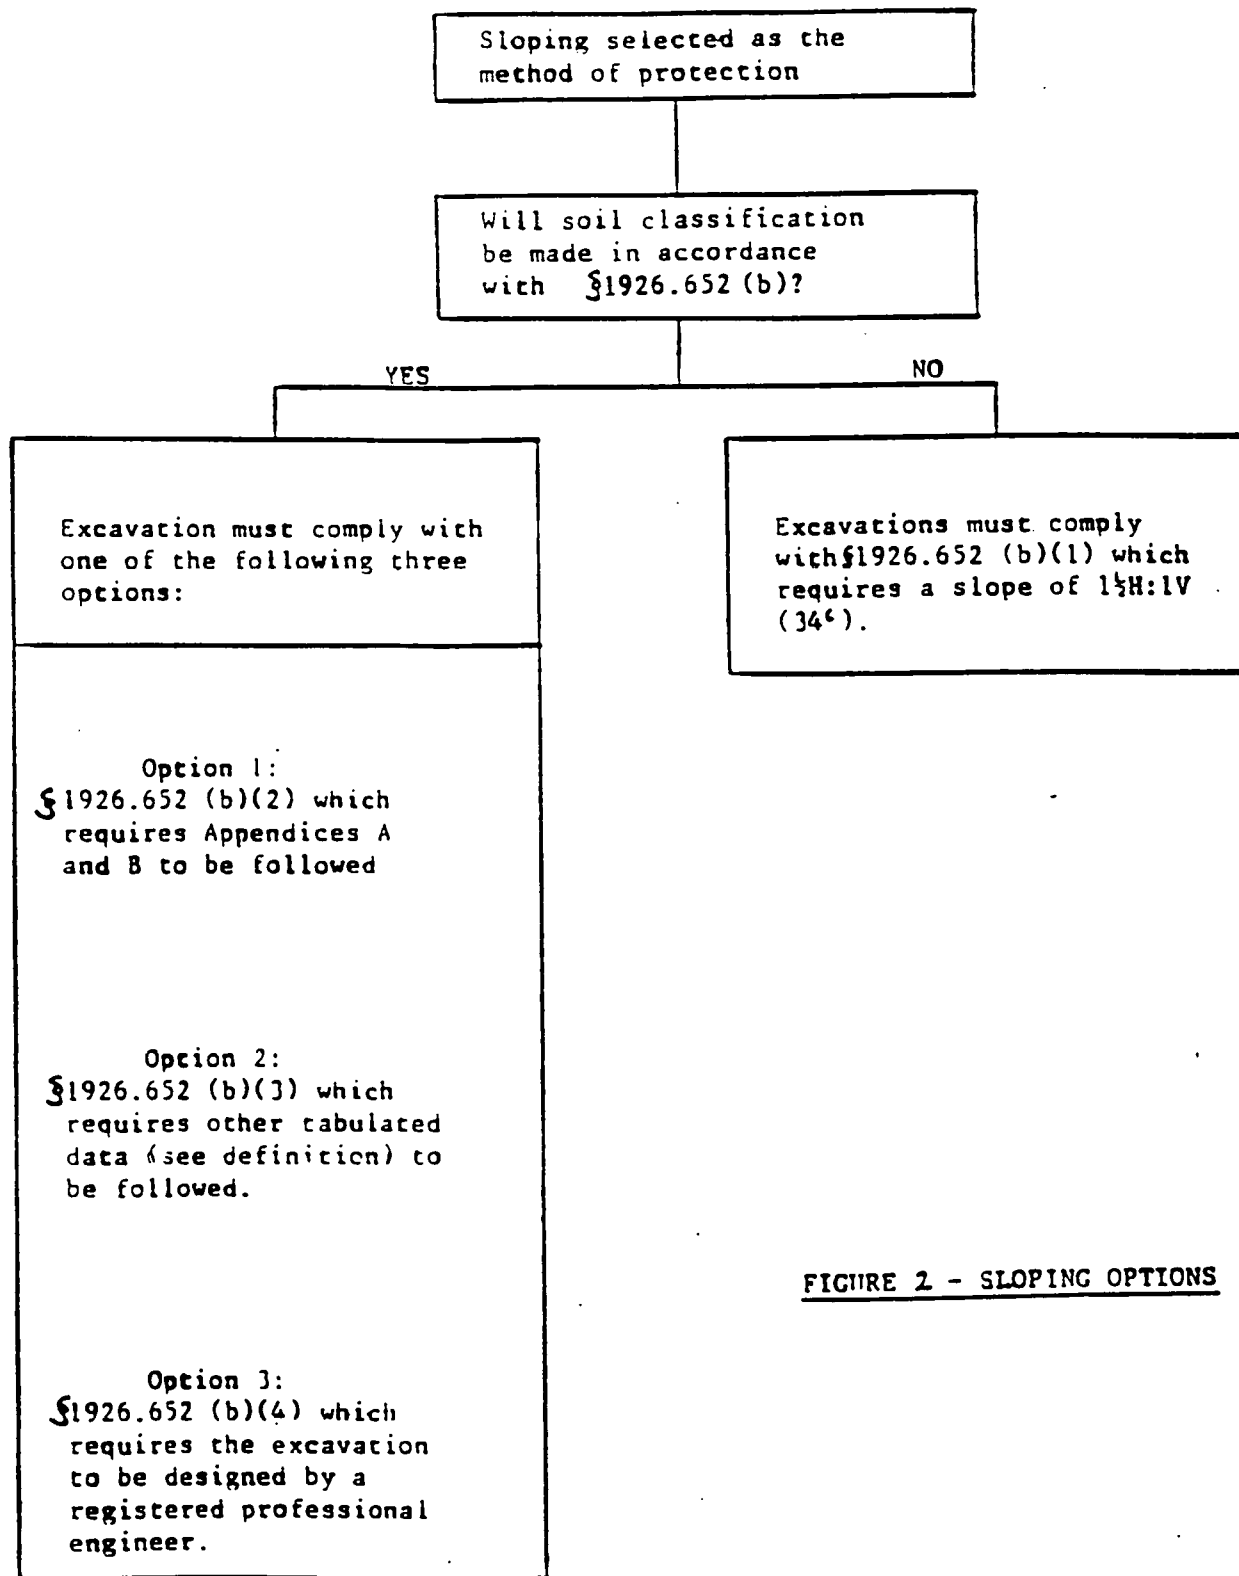 Sloping selected as the
method of protection
Will soil classification
be made in accordance
with §1926.652 (b)?
YES
NO
Excavation must comply with
one of the following three
options:
Excavations must comply
with §1926.652 (b)(1) which
requires a slope of 1½H:1V
(34°).
Option 1:
§1926.652 (b)(2) which
requires Appendices A
and B to be followed
Option 2:
§1926.652 (b)(3) which
requires other tabulated
data (see definition) to
be followed.
Option 3:
§1926.652 (b)(4) which
requires the excavation
to be designed by a
registered professional
engineer.
FIGURE 2 - SLOPING OPTIONS